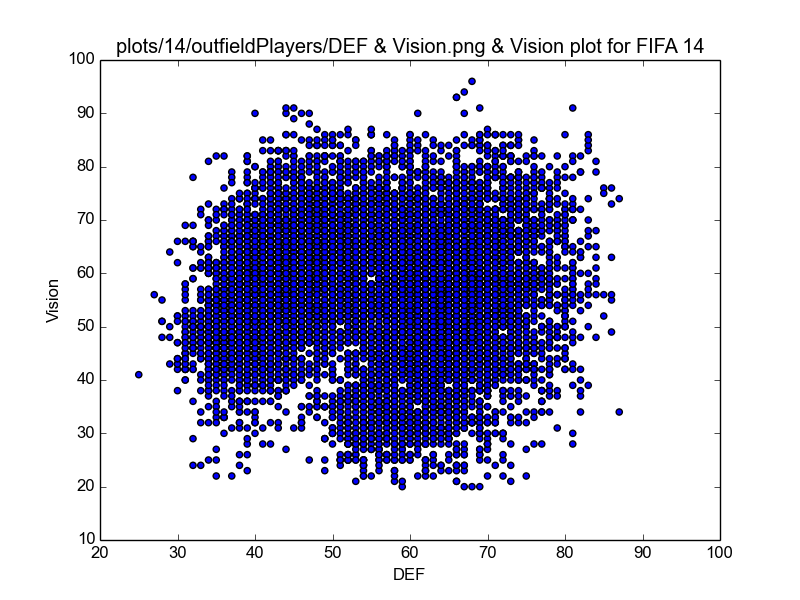 plots/14/outfieldPlayers/DEF & Vision.png & Vision plot for FIFA 14
100
90
80
70
60
50
40
30
20
10
Vision
20 30 40 50 60 70 80 90 100
DEF